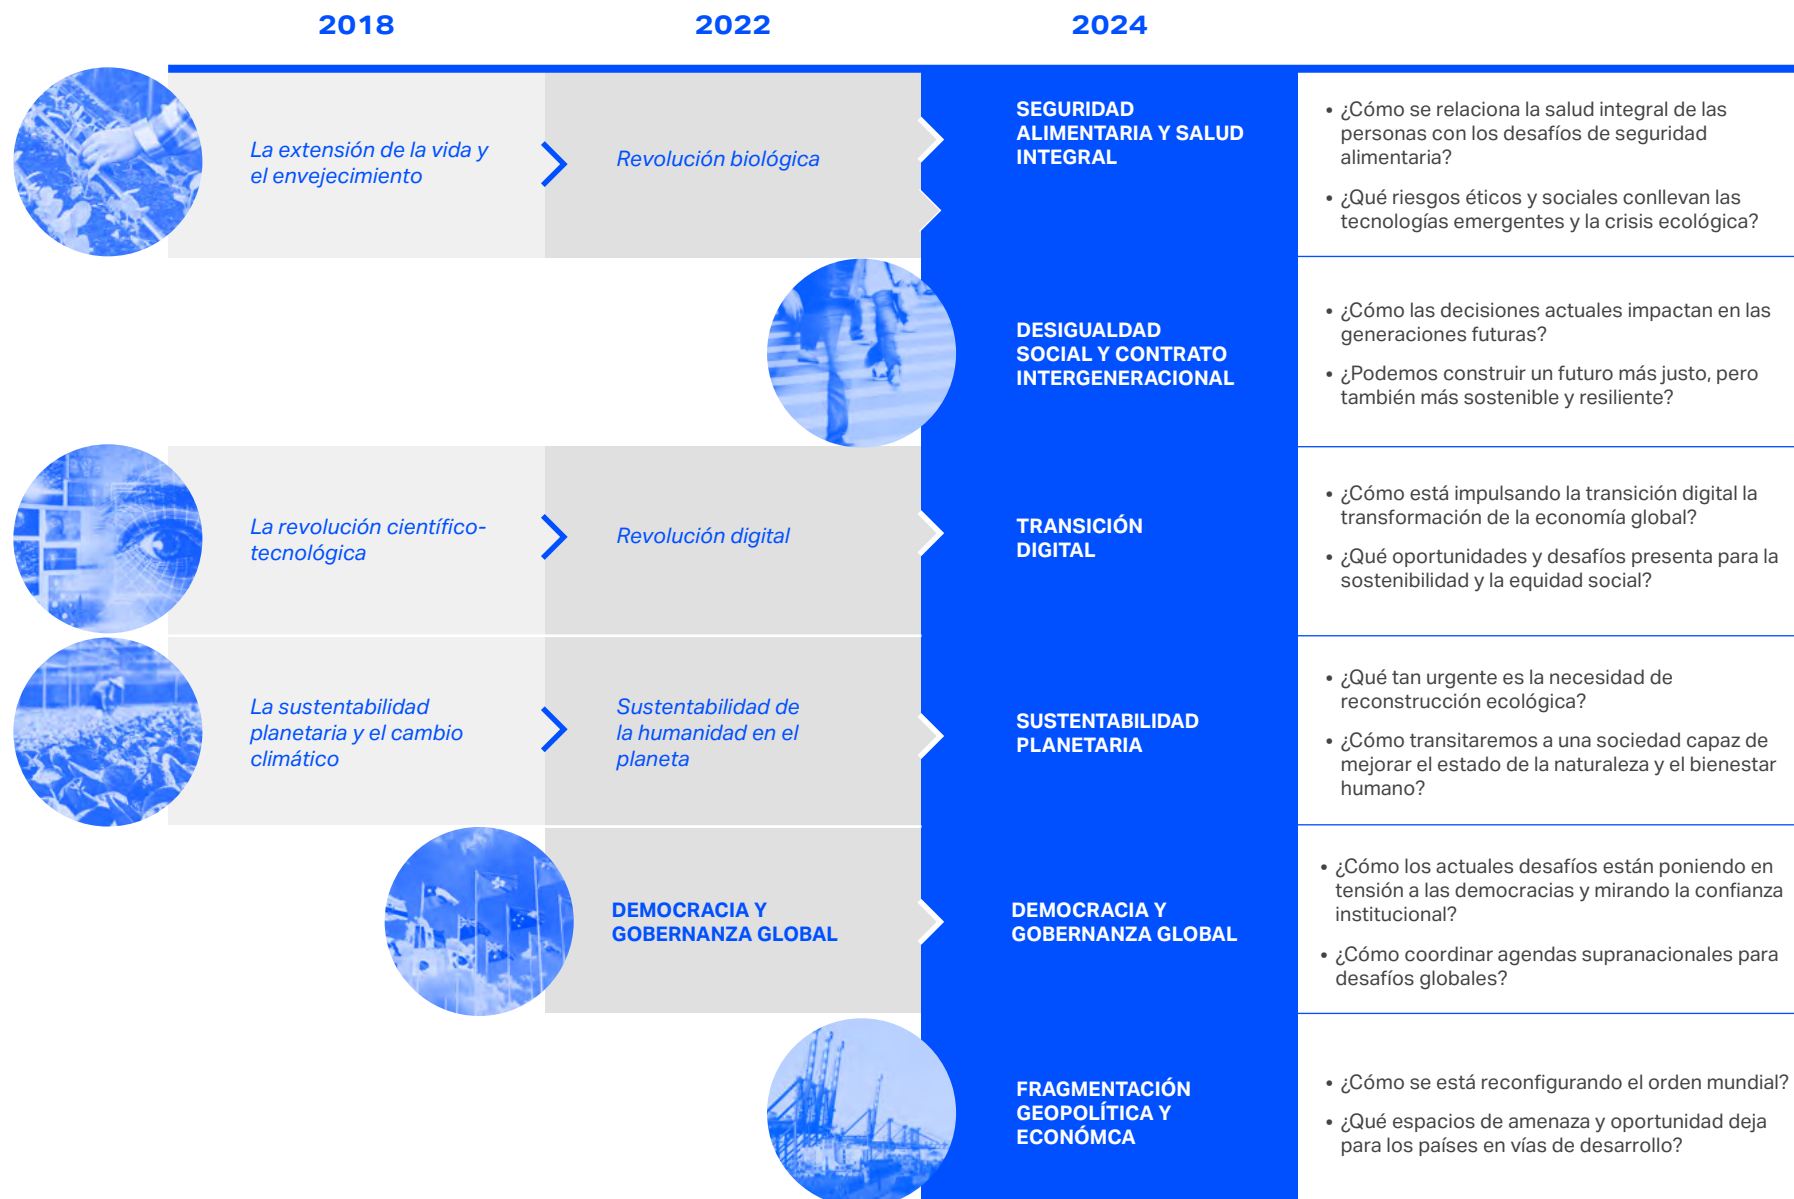 2018
2022
2024
La extensión de la vida y
el envejecimiento
Revolución biológica
SEGURIDAD
ALIMENTARIA Y SALUD
INTEGRAL
• ¿Cómo se relaciona la salud integral de las
personas con los desafíos de seguridad
alimentaria?
• ¿Qué riesgos éticos y sociales conllevan las
tecnologías emergentes y la crisis ecológica?
DESIGUALDAD
SOCIAL Y CONTRATO
INTERGENERACIONAL
• ¿Cómo las decisiones actuales impactan en las
generaciones futuras?
• ¿Podemos construir un futuro más justo, pero
también más sostenible y resiliente?
La revolución científico-
tecnológica
Revolución digital
TRANSICIÓN
DIGITAL
• ¿Cómo está impulsando la transición digital la
transformación de la economía global?
• ¿Qué oportunidades y desafíos presenta para la
sostenibilidad y la equidad social?
La sustentabilidad
planetaria y el cambio
climático
Sustentabilidad de
la humanidad en el
planeta
SUSTENTABILIDAD
PLANETARIA
• ¿Qué tan urgente es la necesidad de
reconstrucción ecológica?
• ¿Cómo transitaremos a una sociedad capaz de
mejorar el estado de la naturaleza y el bienestar
humano?
DEMOCRACIA Y
GOBERNANZA GLOBAL
DEMOCRACIA Y
GOBERNANZA GLOBAL
• ¿Cómo los actuales desafíos están poniendo en
tensión a las democracias y mirando la confianza
institucional?
• ¿Cómo coordinar agendas supranacionales para
desafíos globales?
FRAGMENTACIÓN
GEOPOLÍTICA Y
ECONÓMCA
• ¿Cómo se está reconfigurando el orden mundial?
• ¿Qué espacios de amenaza y oportunidad deja
para los países en vías de desarrollo?